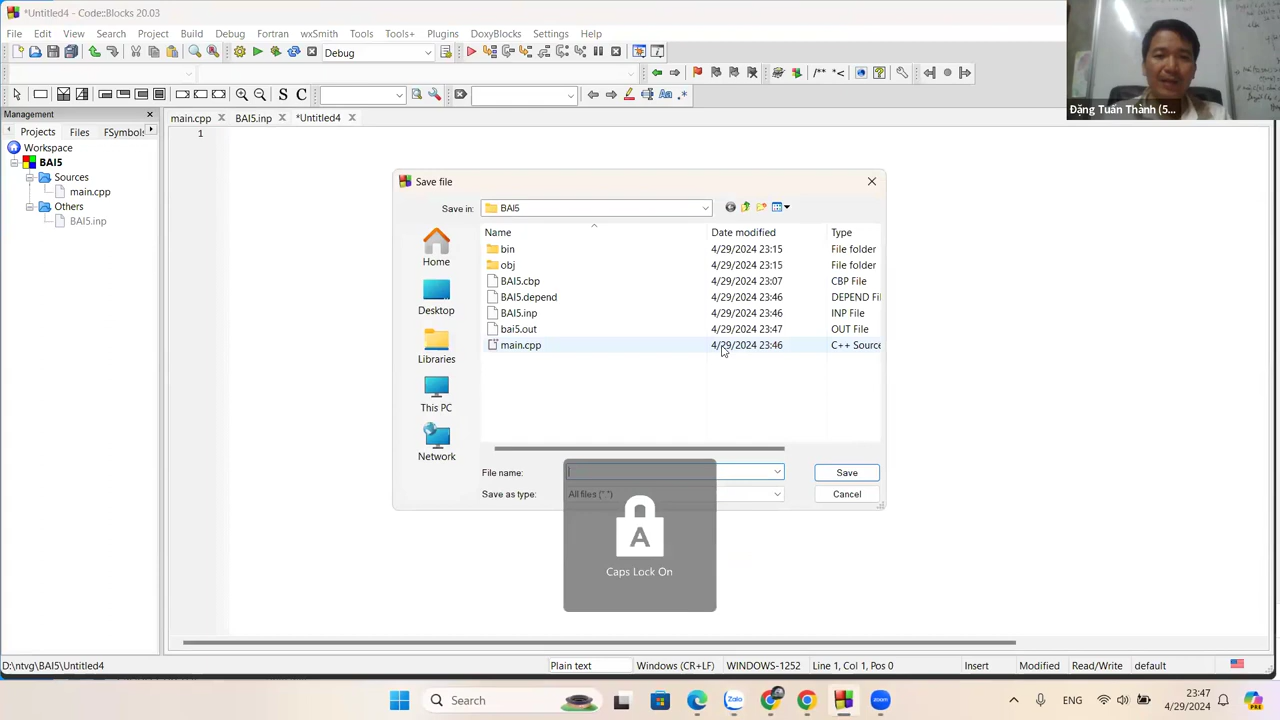 *Untitled4 - Code::Blocks 20.03
File Edit View Search Project Build Debug Fortran wxSmith Tools Tools+ Plugins DoxyBlocks Settings Help
Debug
Management
Projects Files FSymbols
main.cpp BAI5.inp *Untitled4
Workspace
BAI5
Sources
main.cpp
Others
BAI5.inp
1
Save file
Save in: BAI5
Name Date modified Type
bin 4/29/2024 23:15 File folder
obj 4/29/2024 23:15 File folder
BAI5.cbp 4/29/2024 23:07 CBP File
BAI5.depend 4/29/2024 23:46 DEPEND Fil
BAI5.inp 4/29/2024 23:46 INP File
bai5.out 4/29/2024 23:47 OUT File
main.cpp 4/29/2024 23:46 C++ Source
Home
Desktop
Libraries
This PC
Network
File name:
Save
Save as type: All files (*.*)
Cancel
A
Caps Lock On
Đặng Tuấn Thành (5...
D:\ntvg\BAI5\Untitled4 Plain text Windows (CR+LF) WINDOWS-1252 Line 1, Col 1, Pos 0 Insert Modified Read/Write default
Search
ENG
23:47
4/29/2024